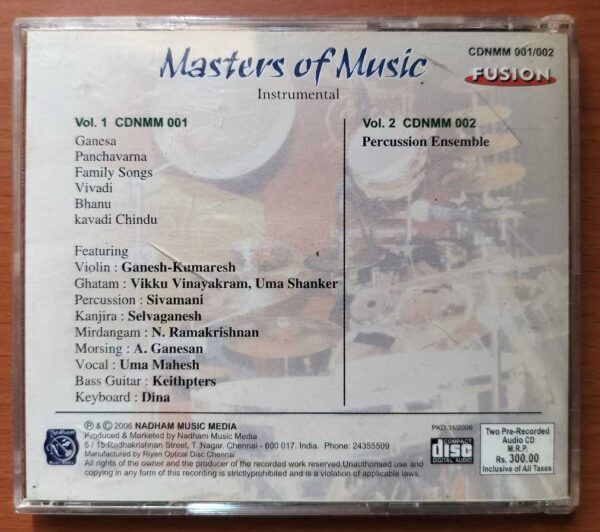 CDNMM 001/002
Masters of Music
FUSION
Instrumental
Vol. 1 CDNMM 001
Ganesa
Panchavarna
Family Songs
Vivadi
Bhanu
kavadi Chindu
Featuring
Violin : Ganesh-Kumaresh
Ghatam : Vikku Vinayakram, Uma Shanker
Percussion : Sivamani
Kanjira : Selvaganesh
Mirdangam : N. Ramakrishnan
Morsing : A. Ganesan
Vocal : Uma Mahesh
Bass Guitar : Keithpters
Keyboard : Dina
Vol. 2 CDNMM 002
Percussion Ensemble
Nadham
Music Media
℗ & © 2006 NADHAM MUSIC MEDIA
Produced & Marketed by Nadham Music Media
5 / 15 Radhakrishnan Street, T. Nagar. Chennai - 600 017. India. Phone: 24355509
Manufactured by Riyan Optical Disc Chennai
All rights of the owner and the producer of the recorded work reserved.Unauthorised use and
copying in any form of this recording is strictlyprohibited and is a violation of applicable laws.
PKD.11/2006
COMPACT
disc
DIGITAL AUDIO
Two Pre-Recorded
Audio CD
M.R.P.
Rs. 300.00
Inclusive of All Taxes